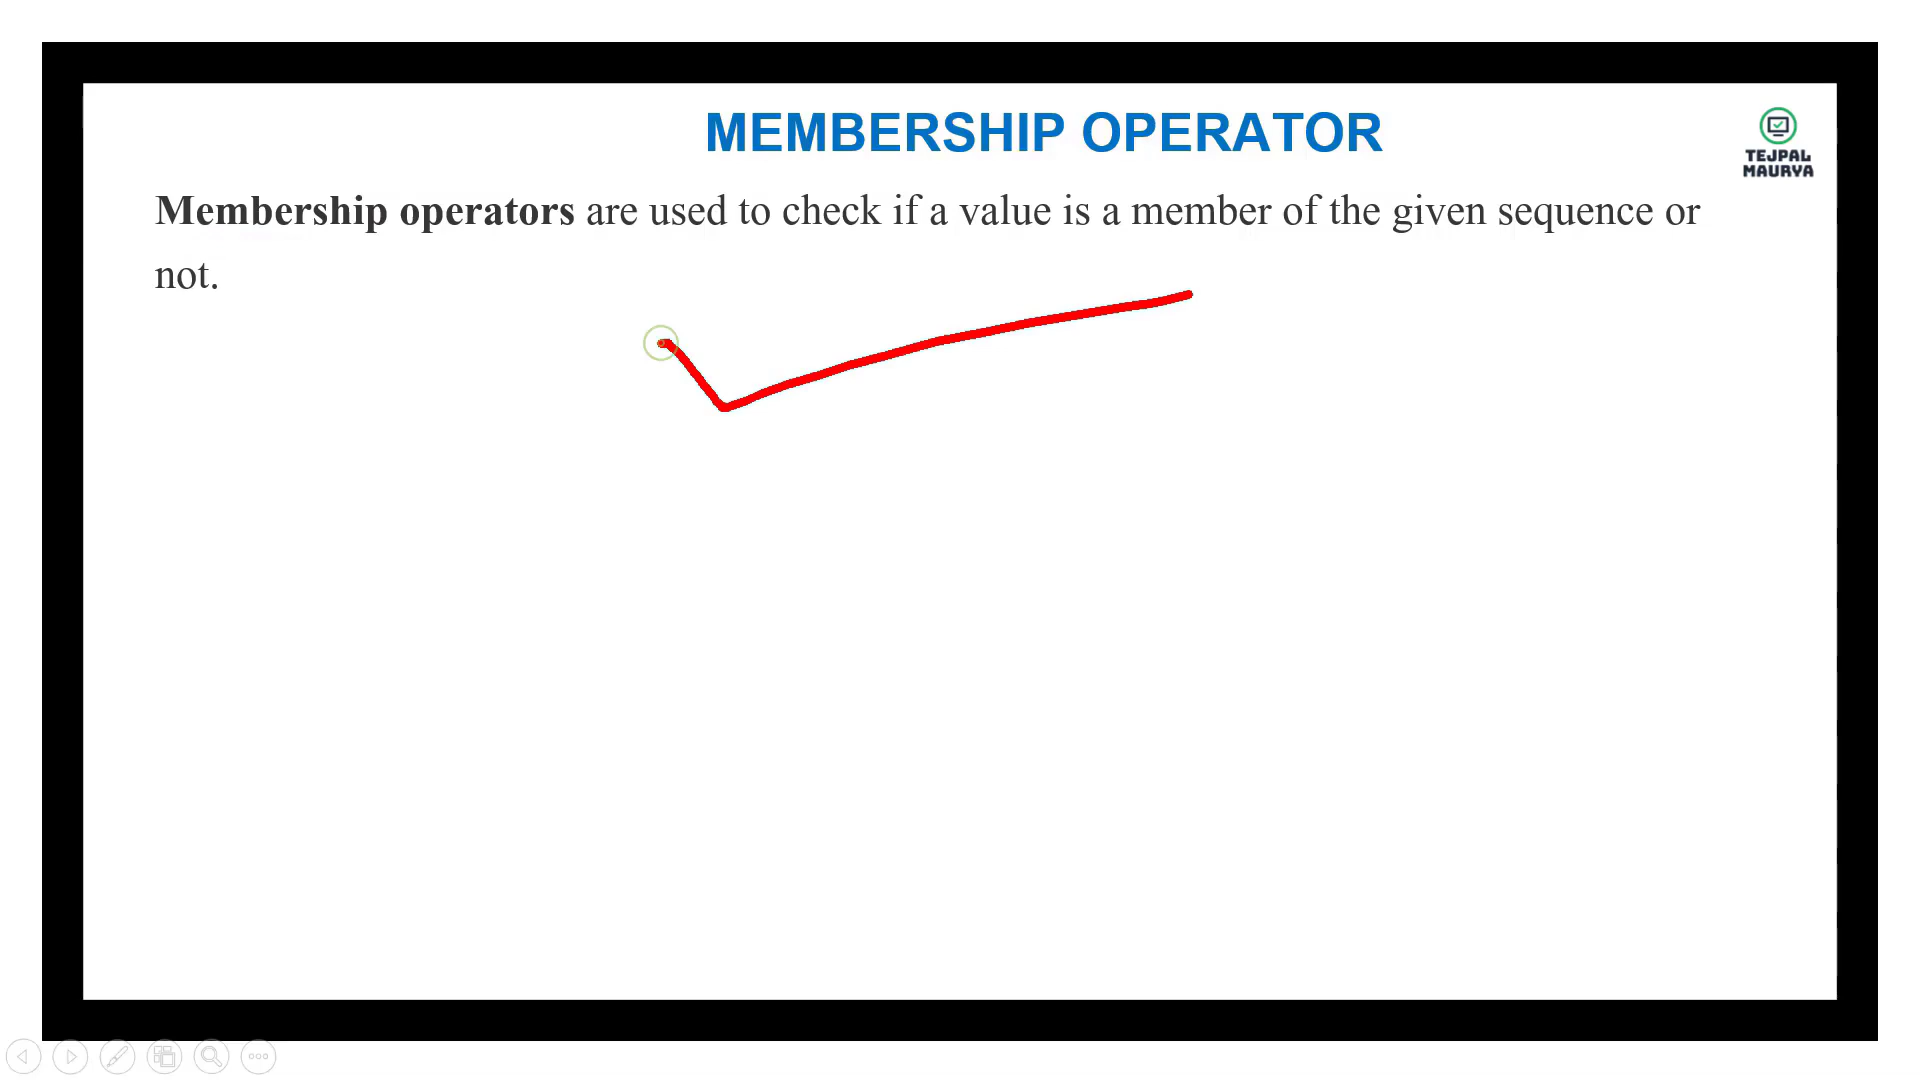 MEMBERSHIP OPERATOR
TEJPAL
MAURYA
Membership operators are used to check if a value is a member of the given sequence or
not.